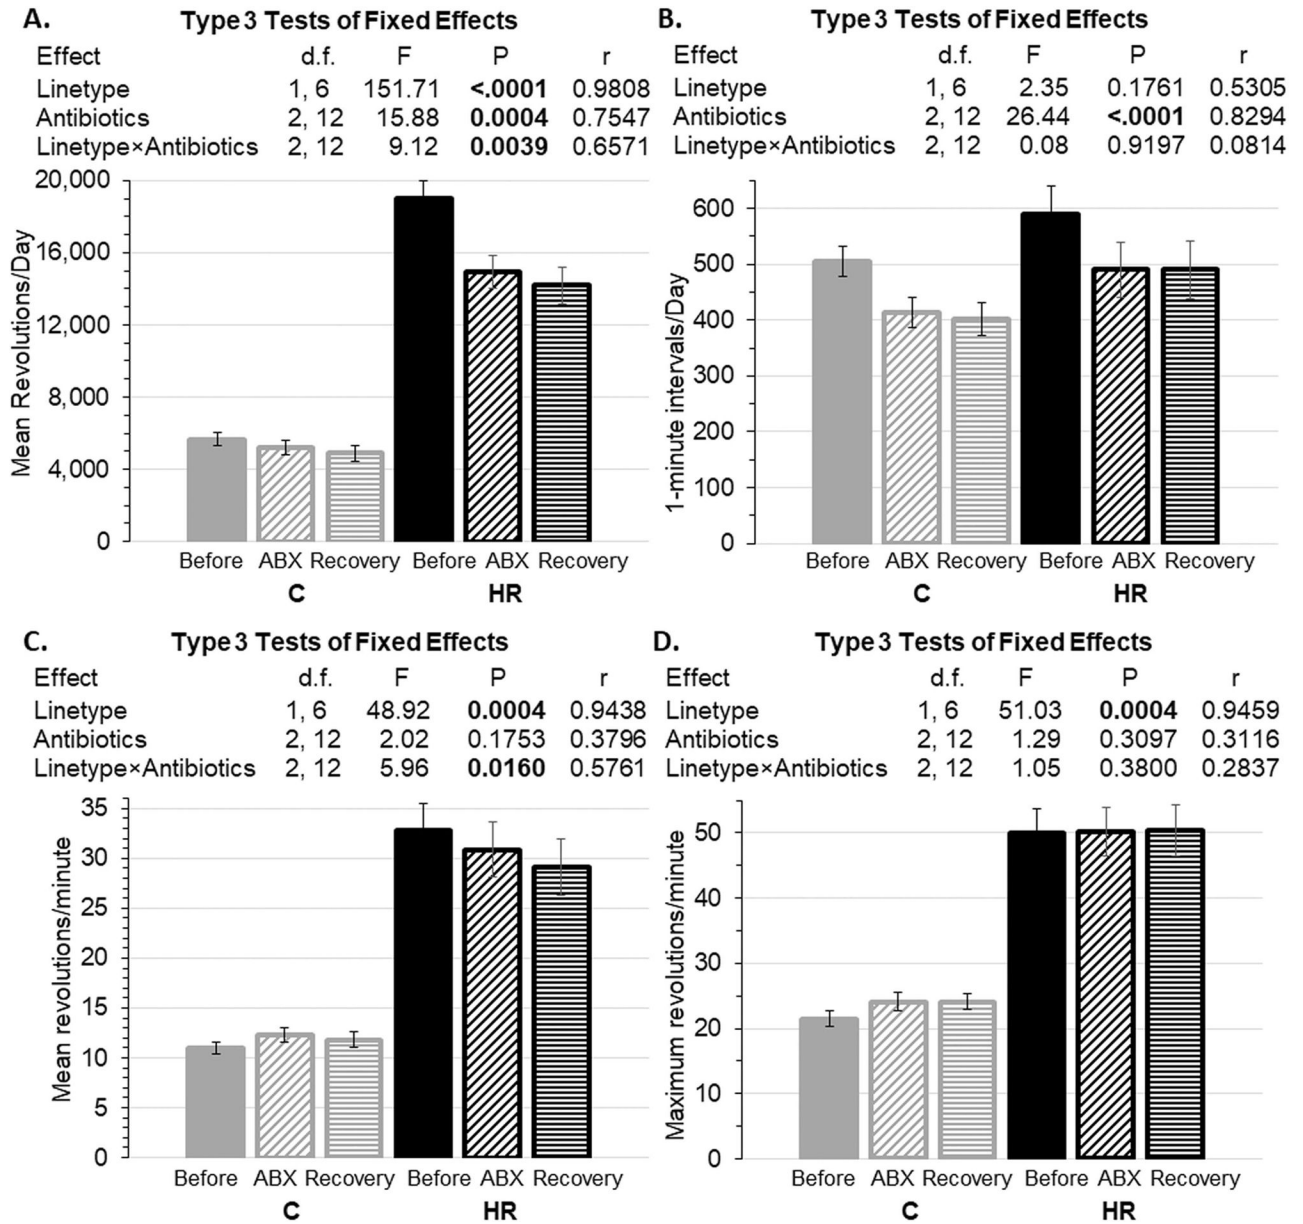 A. Type 3 Tests of Fixed Effects
Effect d.f. F P r
Linetype 1, 6 151.71 <.0001 0.9808
Antibiotics 2, 12 15.88 0.0004 0.7547
Linetype×Antibiotics 2, 12 9.12 0.0039 0.6571
20,000
16,000
12,000
8,000
4,000
0
Mean Revolutions/Day
Before ABX Recovery Before ABX Recovery
C HR
B. Type 3 Tests of Fixed Effects
Effect d.f. F P r
Linetype 1, 6 2.35 0.1761 0.5305
Antibiotics 2, 12 26.44 <.0001 0.8294
Linetype×Antibiotics 2, 12 0.08 0.9197 0.0814
600
500
400
300
200
100
0
1-minute intervals/Day
Before ABX Recovery Before ABX Recovery
C HR
C. Type 3 Tests of Fixed Effects
Effect d.f. F P r
Linetype 1, 6 48.92 0.0004 0.9438
Antibiotics 2, 12 2.02 0.1753 0.3796
Linetype×Antibiotics 2, 12 5.96 0.0160 0.5761
35
30
25
20
15
10
5
0
Mean revolutions/minute
Before ABX Recovery Before ABX Recovery
C HR
D. Type 3 Tests of Fixed Effects
Effect d.f. F P r
Linetype 1, 6 51.03 0.0004 0.9459
Antibiotics 2, 12 1.29 0.3097 0.3116
Linetype×Antibiotics 2, 12 1.05 0.3800 0.2837
50
40
30
20
10
0
Maximum revolutions/minute
Before ABX Recovery Before ABX Recovery
C HR